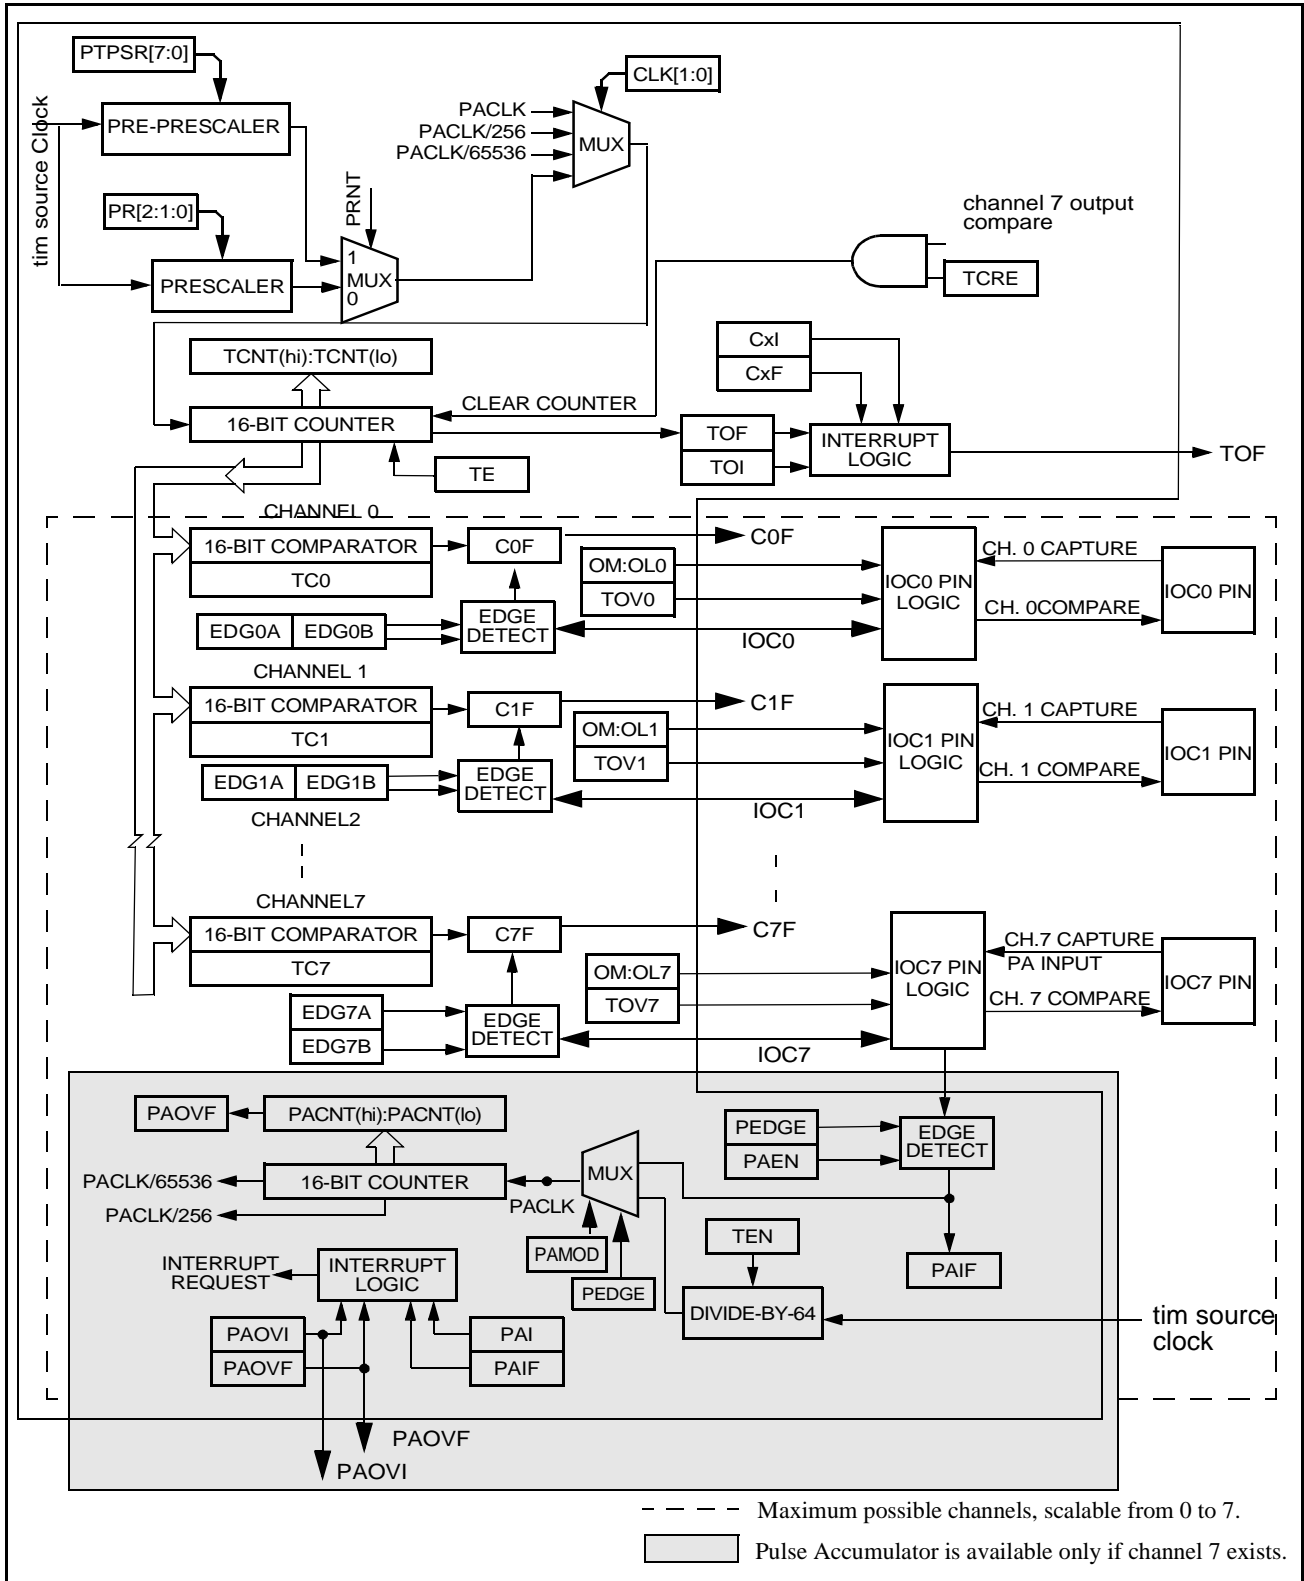 PTPSR[7:0]
tim source Clock
PRE-PRESCALER
PR[2:1:0]
PRESCALER
PRNT
1
MUX
0
CLK[1:0]
PACLK
PACLK/256
PACLK/65536
MUX
channel 7 output
compare
TCRE
TCNT(hi):TCNT(lo)
CxI
CxF
CLEAR COUNTER
16-BIT COUNTER
TE
TOF
TOI
INTERRUPT
LOGIC
TOF
CHANNEL 0
16-BIT COMPARATOR
TC0
C0F
C0F
OM:OL0
TOV0
EDG0A
EDG0B
EDGE
DETECT
IOC0
IOC0 PIN
LOGIC
CH. 0 CAPTURE
CH. 0COMPARE
IOC0 PIN
CHANNEL 1
16-BIT COMPARATOR
TC1
C1F
C1F
OM:OL1
TOV1
EDG1A
EDG1B
EDGE
DETECT
IOC1
IOC1 PIN
LOGIC
CH. 1 CAPTURE
CH. 1 COMPARE
IOC1 PIN
CHANNEL2
CHANNEL7
16-BIT COMPARATOR
TC7
C7F
C7F
OM:OL7
TOV7
EDG7A
EDG7B
EDGE
DETECT
IOC7
IOC7 PIN
LOGIC
CH.7 CAPTURE
PA INPUT
CH. 7 COMPARE
IOC7 PIN
PAOVF
PACNT(hi):PACNT(lo)
PEDGE
PAEN
EDGE
DETECT
PACLK/65536
PACLK/256
16-BIT COUNTER
PACLK
MUX
PAMOD
PEDGE
TEN
DIVIDE-BY-64
PAIF
tim source
clock
INTERRUPT
REQUEST
INTERRUPT
LOGIC
PAOVI
PAOVF
PAI
PAIF
PAOVF
PAOVI
Maximum possible channels, scalable from 0 to 7.
Pulse Accumulator is available only if channel 7 exists.